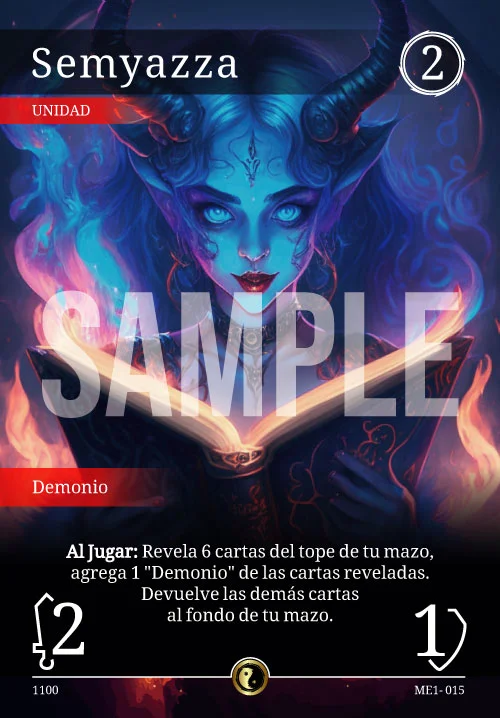 Semyazza
2
UNIDAD
SAMPLE
Demonio
Al Jugar: Revela 6 cartas del tope de tu mazo,
agrega 1 "Demonio" de las cartas reveladas.
Devuelve las demás cartas
al fondo de tu mazo.
2
1
1100
ME1- 015